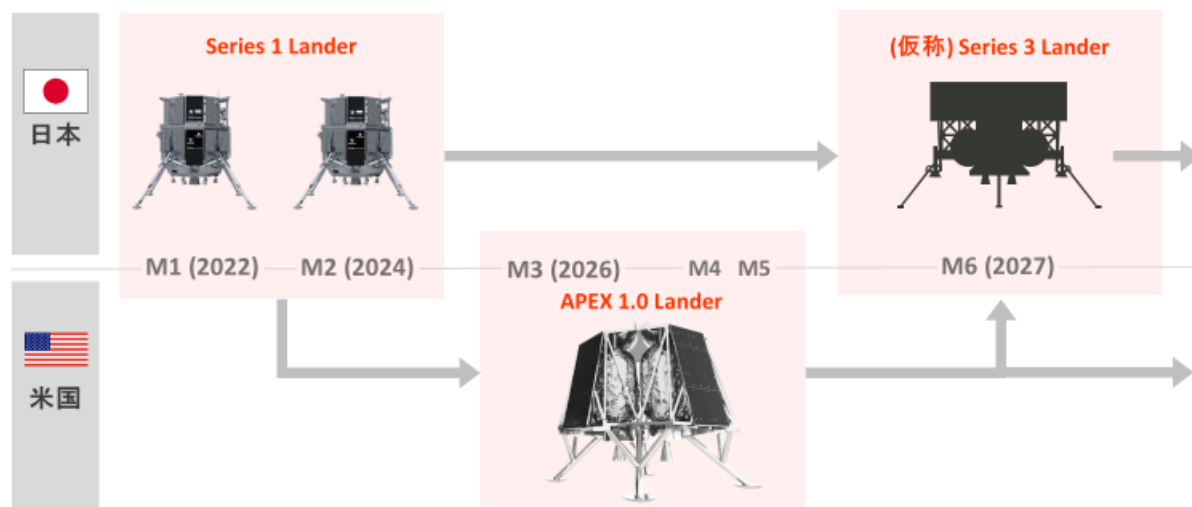 Series 1 Lander
(仮称) Series 3 Lander
日本
M1 (2022)
M2 (2024)
M3 (2026)
M4
M5
M6 (2027)
APEX 1.0 Lander
米国